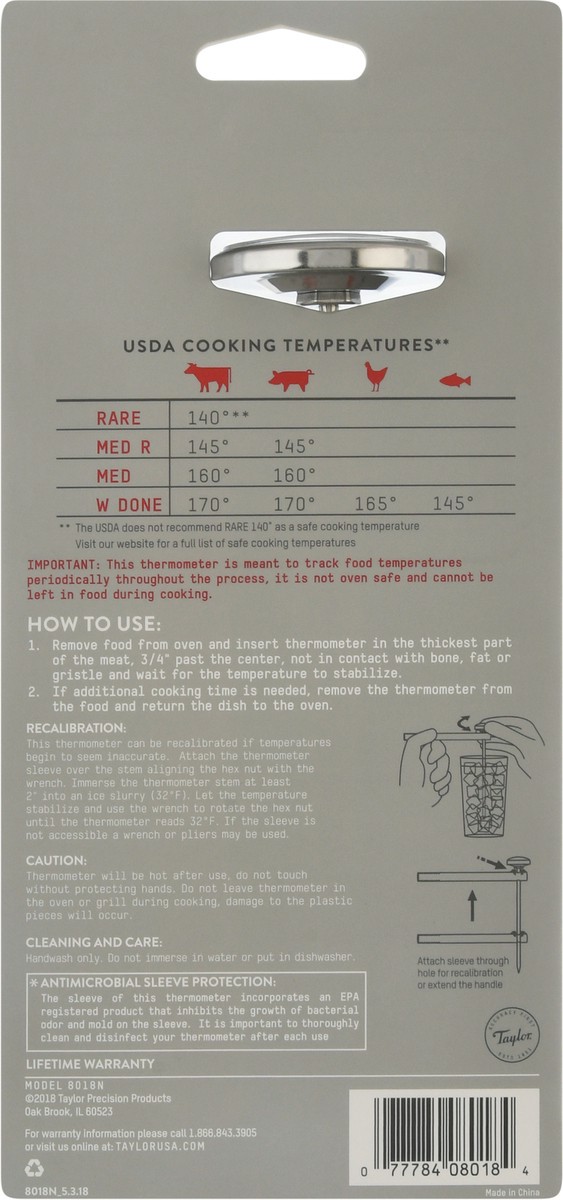 USDA COOKING TEMPERATURES**
RARE 140°**
MED R 145° 145°
MED 160° 160°
W DONE 170° 170° 165° 145°
** The USDA does not recommend RARE 140° as a safe cooking temperature
Visit our website for a full list of safe cooking temperatures
IMPORTANT: This thermometer is meant to track food temperatures
periodically throughout the process, it is not oven safe and cannot be
left in food during cooking.
HOW TO USE:
1. Remove food from oven and insert thermometer in the thickest part
of the meat, 3/4" past the center, not in contact with bone, fat or
gristle and wait for the temperature to stabilize.
2. If additional cooking time is needed, remove the thermometer from
the food and return the dish to the oven.
RECALIBRATION:
This thermometer can be recalibrated if temperatures
begin to seem inaccurate. Attach the thermometer
sleeve over the stem aligning the hex nut with the
wrench. Immerse the thermometer stem at least
2" into an ice slurry (32°F). Let the temperature
stabilize and use the wrench to rotate the hex nut
until the thermometer reads 32°F. If the sleeve is
not accessible a wrench or pliers may be used.
CAUTION:
Thermometer will be hot after use, do not touch
without protecting hands. Do not leave thermometer in
the oven or grill during cooking, damage to the plastic
pieces will occur.
Attach sleeve through
hole for recalibration
or extend the handle
CLEANING AND CARE:
Handwash only. Do not immerse in water or put in dishwasher.
*ANTIMICROBIAL SLEEVE PROTECTION:
The sleeve of this thermometer incorporates an EPA
registered product that inhibits the growth of bacterial
odor and mold on the sleeve. It is important to thoroughly
clean and disinfect your thermometer after each use
ACCURACY FIRST
Taylor
SINCE 1851
LIFETIME WARRANTY
MODEL 8018N
©2018 Taylor Precision Products
Oak Brook, IL 60523
For warranty information please call 1.866.843.3905
or visit us online at: TAYLORUSA.COM
8018N_5.3.18
0 77784 08018 4
Made in China